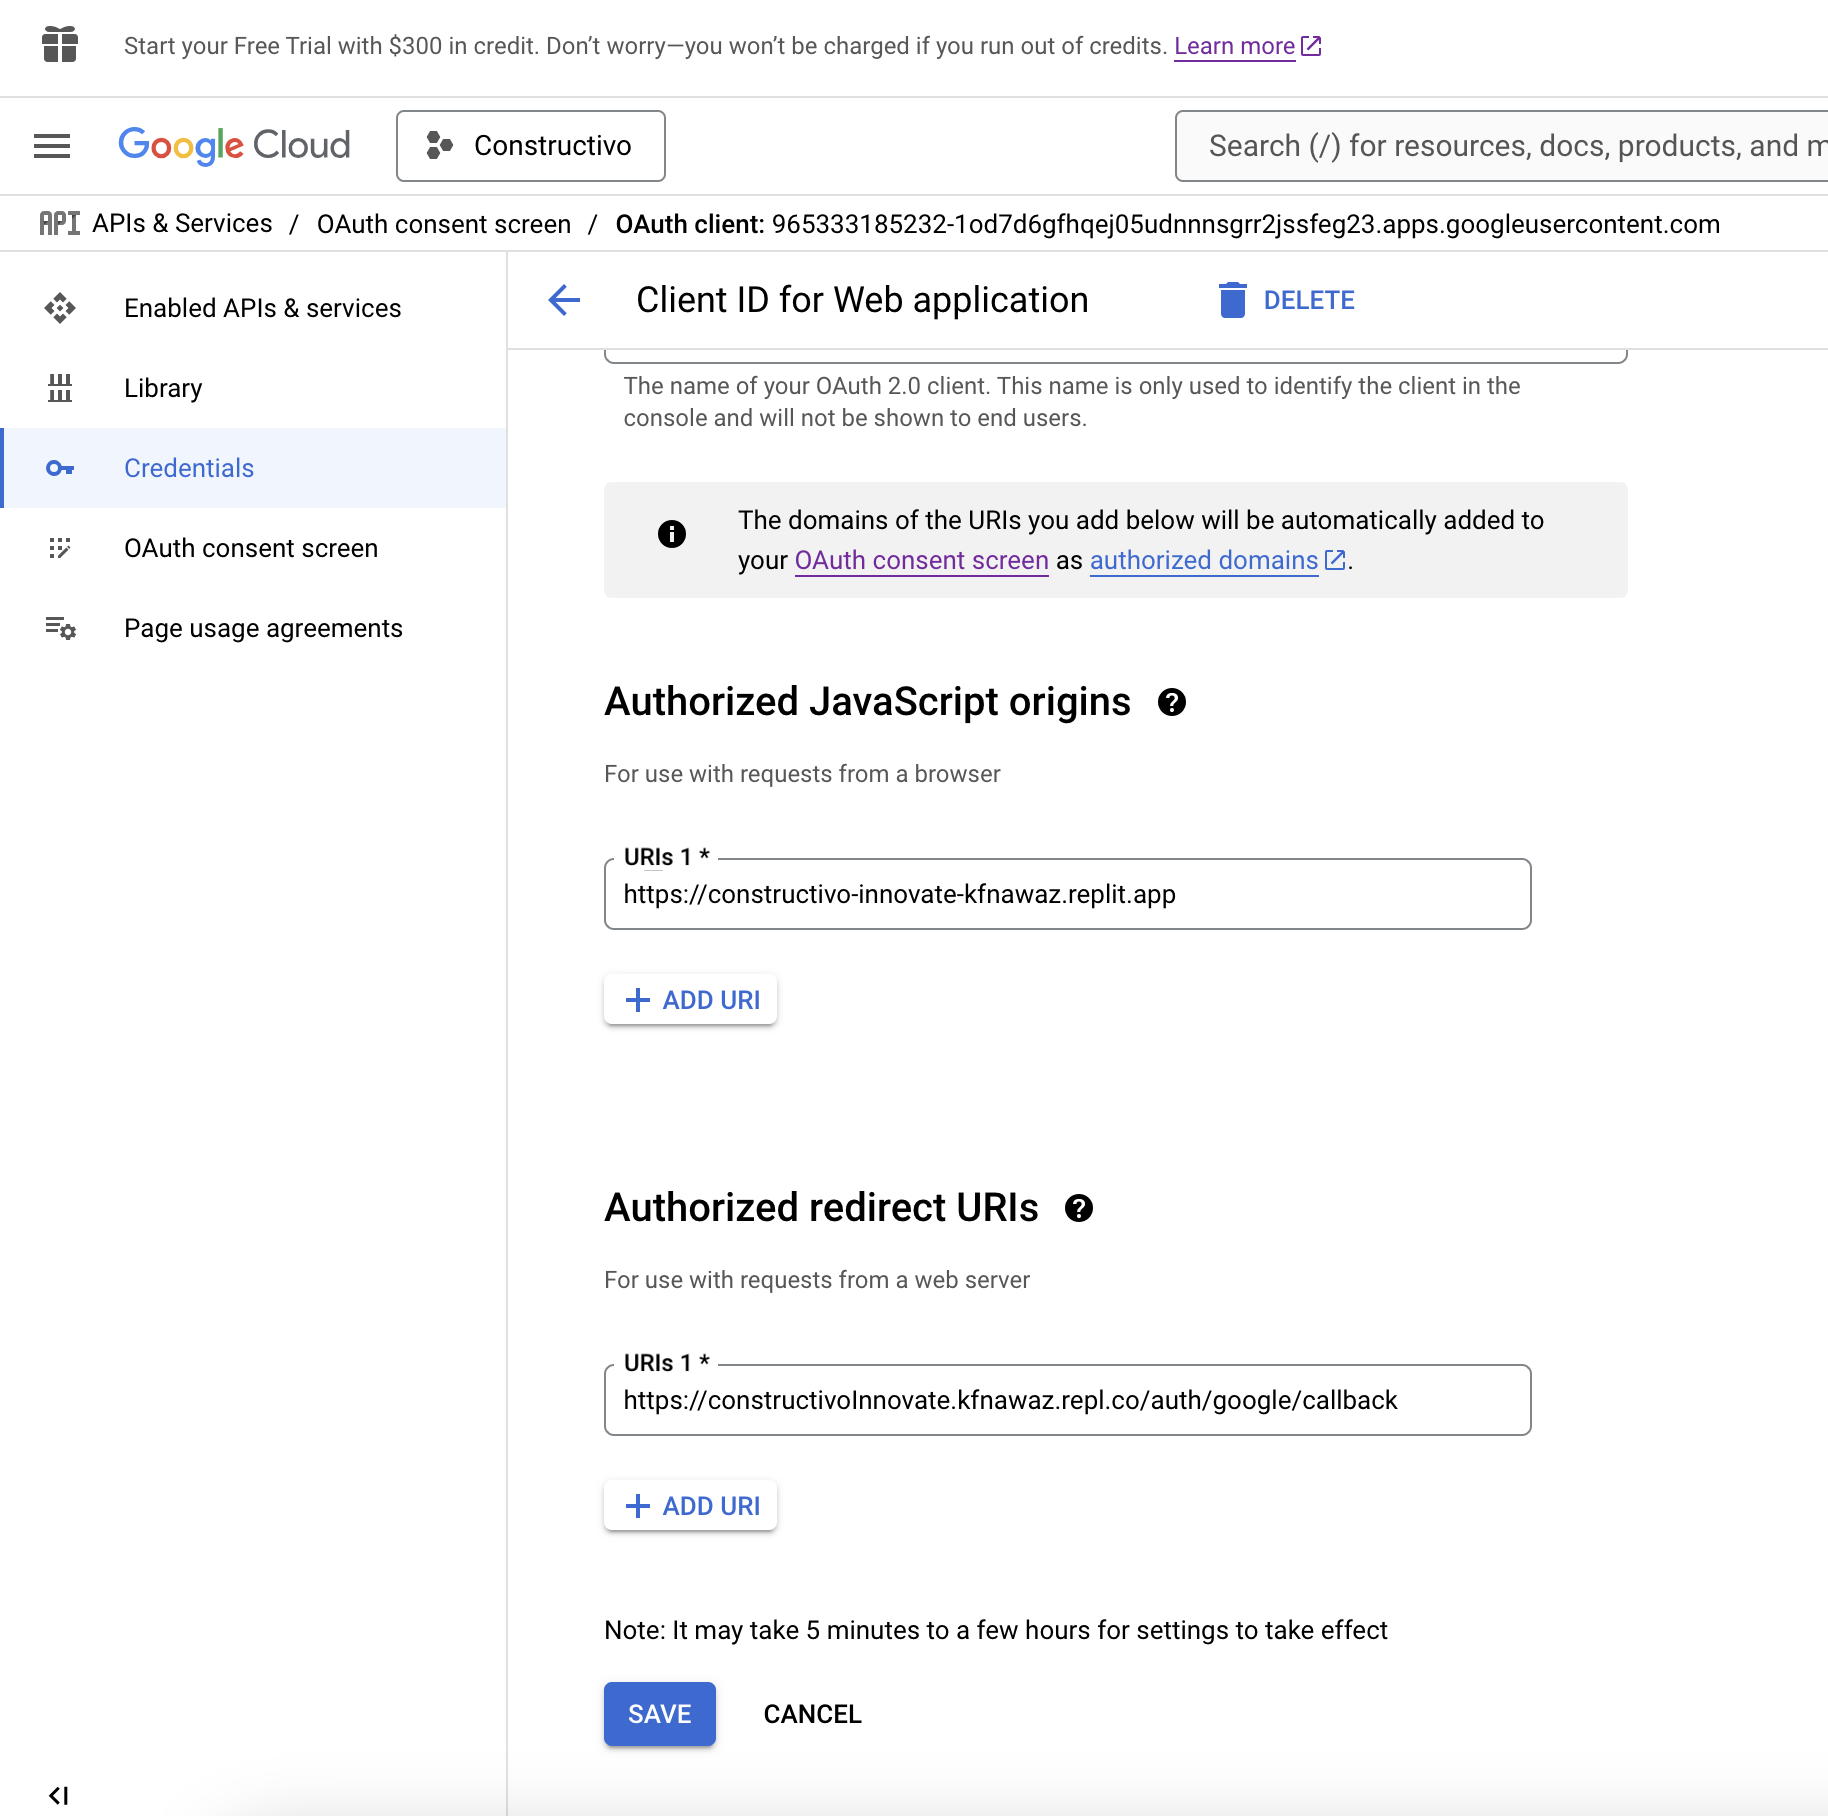 Start your Free Trial with $300 in credit. Don’t worry—you won’t be charged if you run out of credits. Learn more
Google Cloud
Constructivo
Search (/) for resources, docs, products, and m
API APIs & Services / OAuth consent screen / OAuth client: 965333185232-1od7d6gfhqej05udnnnsgrr2jssfeg23.apps.googleusercontent.com
Enabled APIs & services
Library
Credentials
OAuth consent screen
Page usage agreements
Client ID for Web application
DELETE
The name of your OAuth 2.0 client. This name is only used to identify the client in the
console and will not be shown to end users.
The domains of the URIs you add below will be automatically added to
your OAuth consent screen as authorized domains.
Authorized JavaScript origins
For use with requests from a browser
URIs 1 *
https://constructivo-innovate-kfnawaz.replit.app
+ ADD URI
Authorized redirect URIs
For use with requests from a web server
URIs 1 *
https://constructivoInnovate.kfnawaz.repl.co/auth/google/callback
+ ADD URI
Note: It may take 5 minutes to a few hours for settings to take effect
SAVE
CANCEL